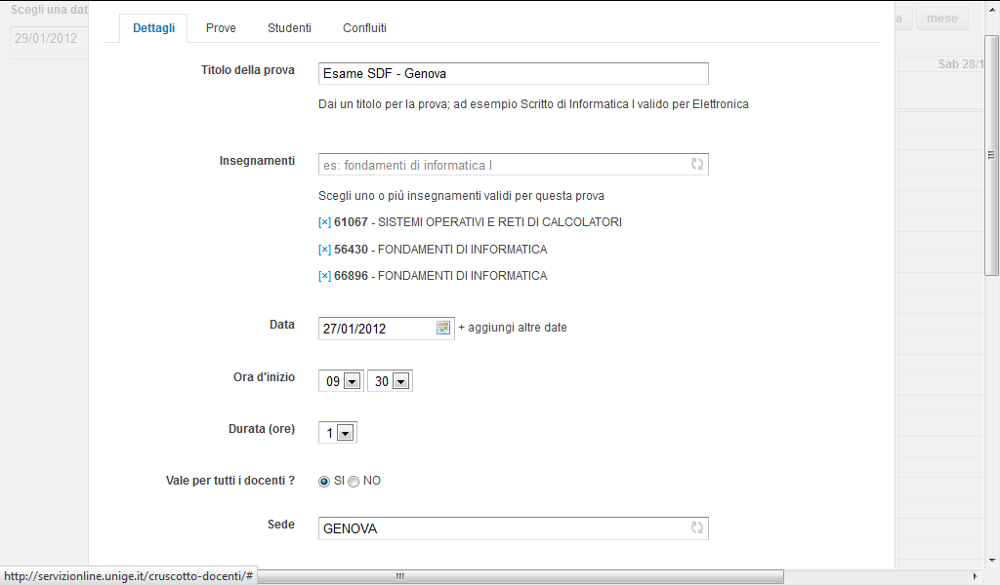 Scegli una dat
29/01/2012
a mese
Sab 28/1
Dettagli Prove Studenti Confluiti
Titolo della prova Esame SDF - Genova
Dai un titolo per la prova; ad esempio Scritto di Informatica I valido per Elettronica
Insegnamenti es: fondamenti di informatica I
Scegli uno o più insegnamenti validi per questa prova
[×] 61067 - SISTEMI OPERATIVI E RETI DI CALCOLATORI
[×] 56430 - FONDAMENTI DI INFORMATICA
[×] 66896 - FONDAMENTI DI INFORMATICA
Data 27/01/2012 + aggiungi altre date
Ora d'inizio 09 30
Durata (ore) 1
Vale per tutti i docenti ? SI NO
Sede GENOVA
http://servizionline.unige.it/cruscotto-docenti/#